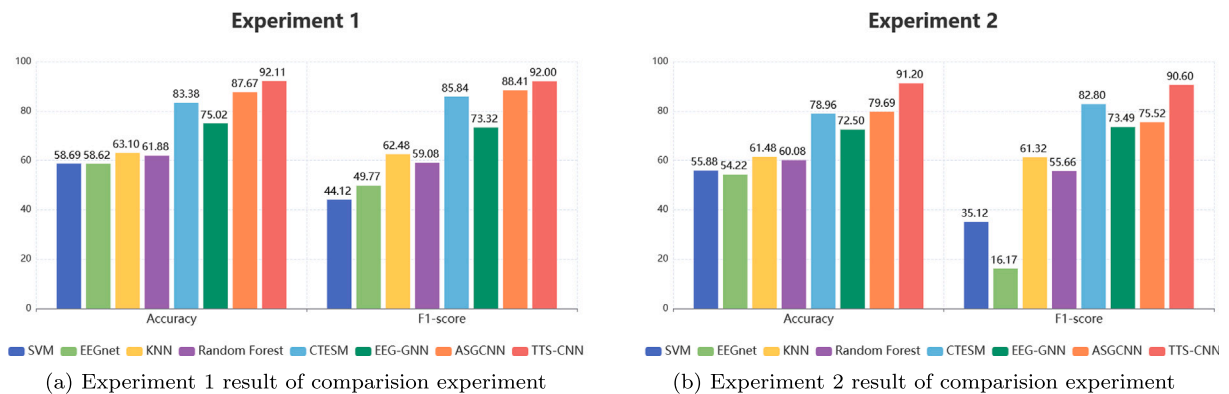 Experiment 1
100
80
60
40
20
0
58.69 58.62 63.10 61.88 83.38 75.02 87.67 92.11
44.12 49.77 62.48 59.08 85.84 73.32 88.41 92.00
Accuracy F1-score
SVM EEGnet KNN Random Forest CTESM EEG-GNN ASGCNN TTS-CNN
(a) Experiment 1 result of comparision experiment
Experiment 2
100
80
60
40
20
0
55.88 54.22 61.48 60.08 78.96 72.50 79.69 91.20
35.12 16.17 61.32 55.66 82.80 73.49 75.52 90.60
Accuracy F1-score
SVM EEGnet KNN Random Forest CTESM EEG-GNN ASGCNN TTS-CNN
(b) Experiment 2 result of comparision experiment